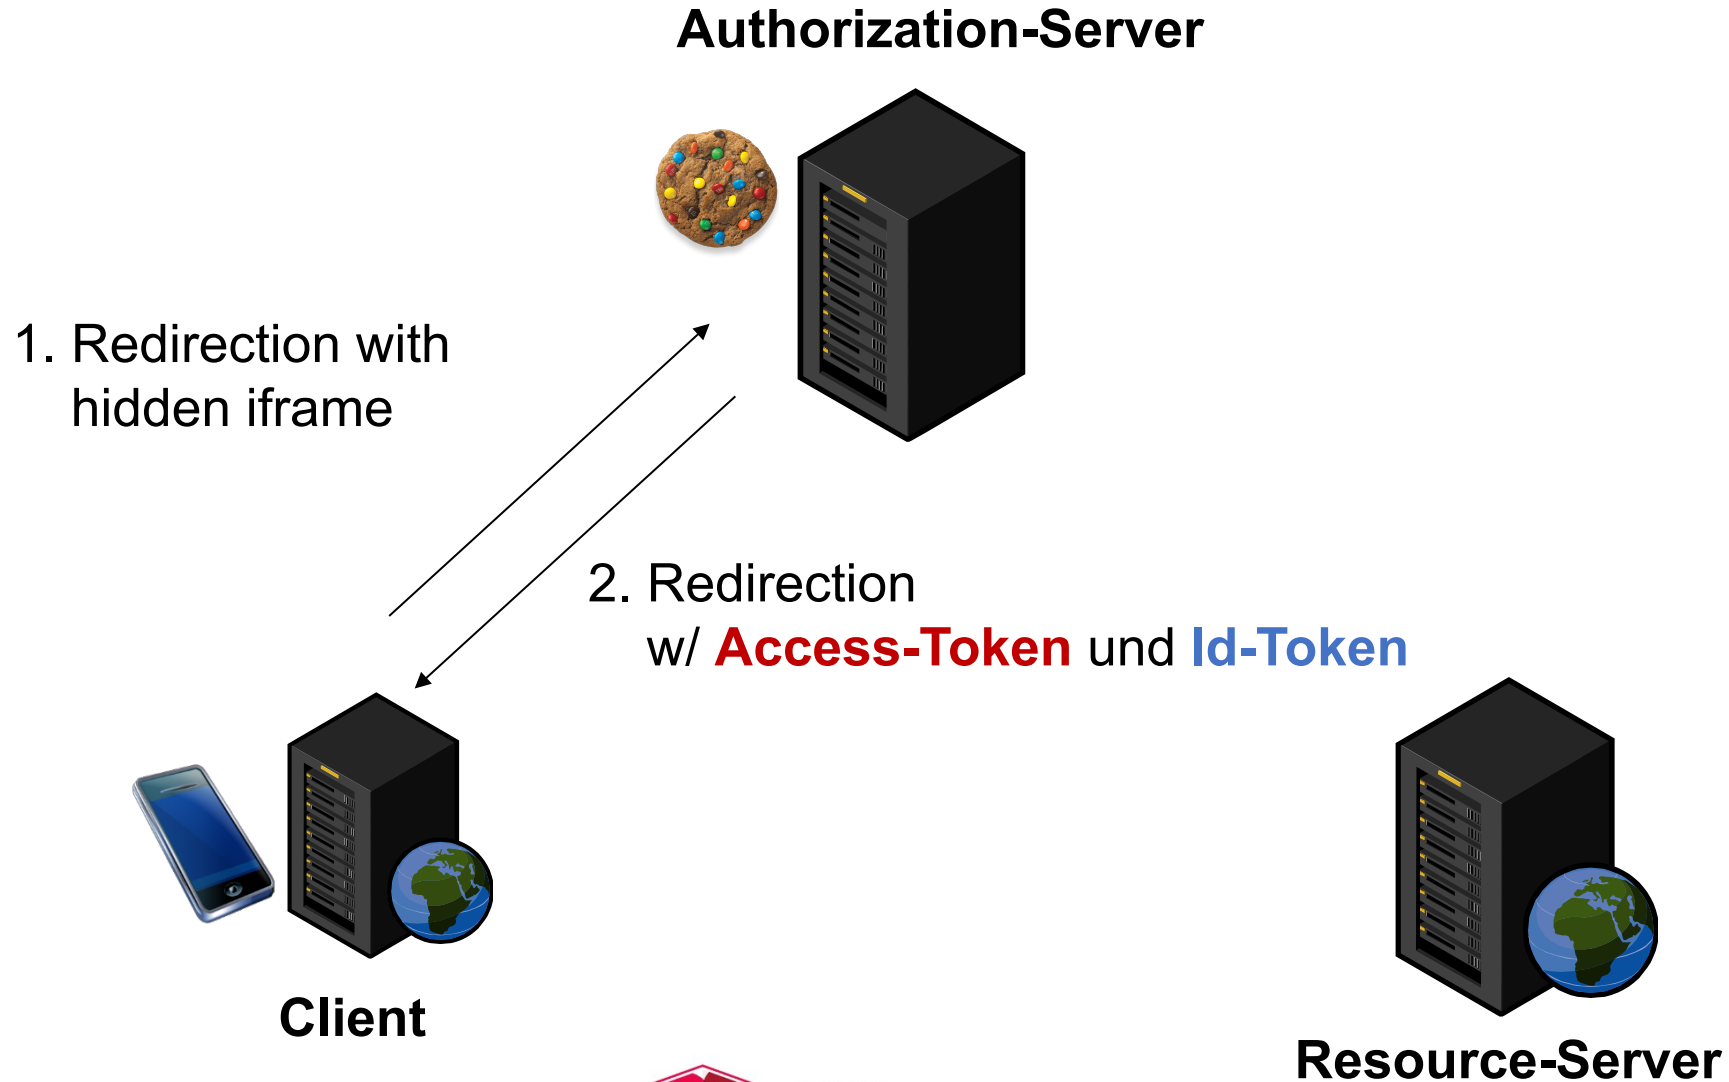 Authorization-Server
1. Redirection with
hidden iframe
2. Redirection
w/ Access-Token und Id-Token
Client
Resource-Server